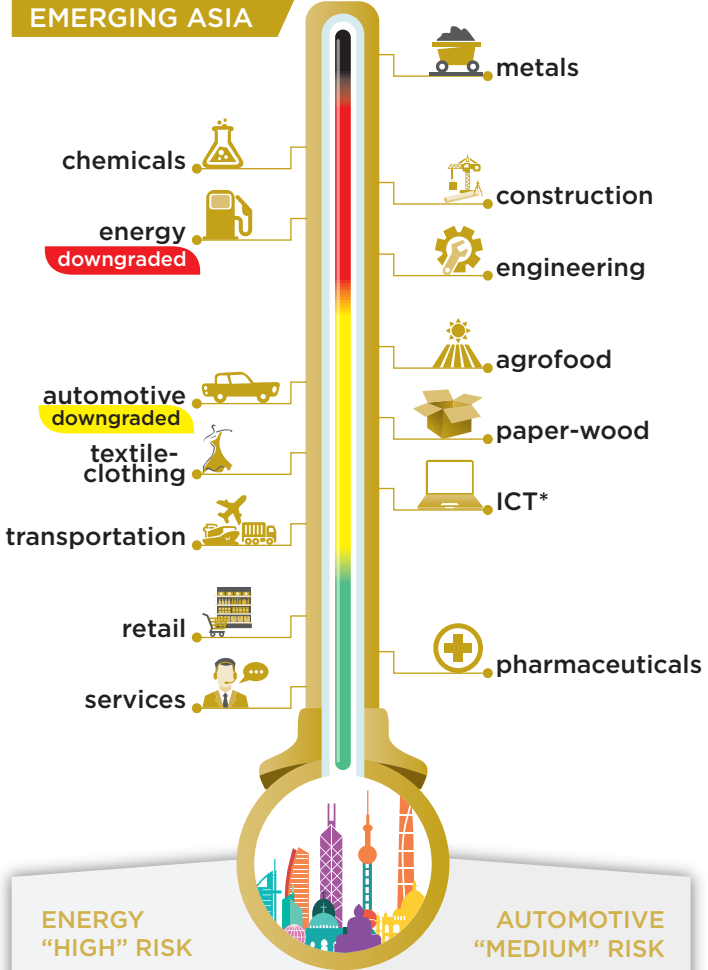 EMERGING ASIA
metals
chemicals
construction
energy
downgraded
engineering
agrofood
automotive
downgraded
paper-wood
textile-
clothing
ICT*
transportation
retail
pharmaceuticals
services
ENERGY
“HIGH” RISK
AUTOMOTIVE
“MEDIUM” RISK